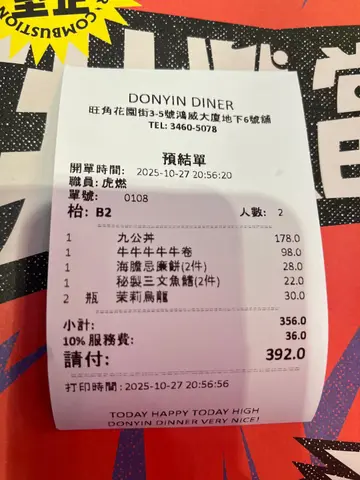 COMBUSTION
DONYIN DINER
旺角花園街3-5號鴻威大廈地下6號舖
TEL: 3460-5078
預結單
開單時間: 2025-10-27 20:56:20
職員: 虎燃
單號: 0108
枱: B2 人數: 2
1 九公丼 178.0
1 牛牛牛牛牛卷 98.0
1 海膽忌廉餅(2件) 28.0
1 秘製三文魚鰭(2件) 22.0
2 瓶 茉莉烏龍 30.0
小計: 356.0
10% 服務費: 36.0
請付: 392.0
打印時間: 2025-10-27 20:56:56
TODAY HAPPY TODAY HIGH
DONYIN DINNER VERY NICE!